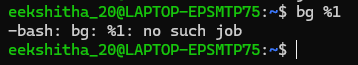 eekshitha_20@LAPTOP-EPSMTP75:~$ bg %1
-bash: bg: %1: no such job
eekshitha_20@LAPTOP-EPSMTP75:~$